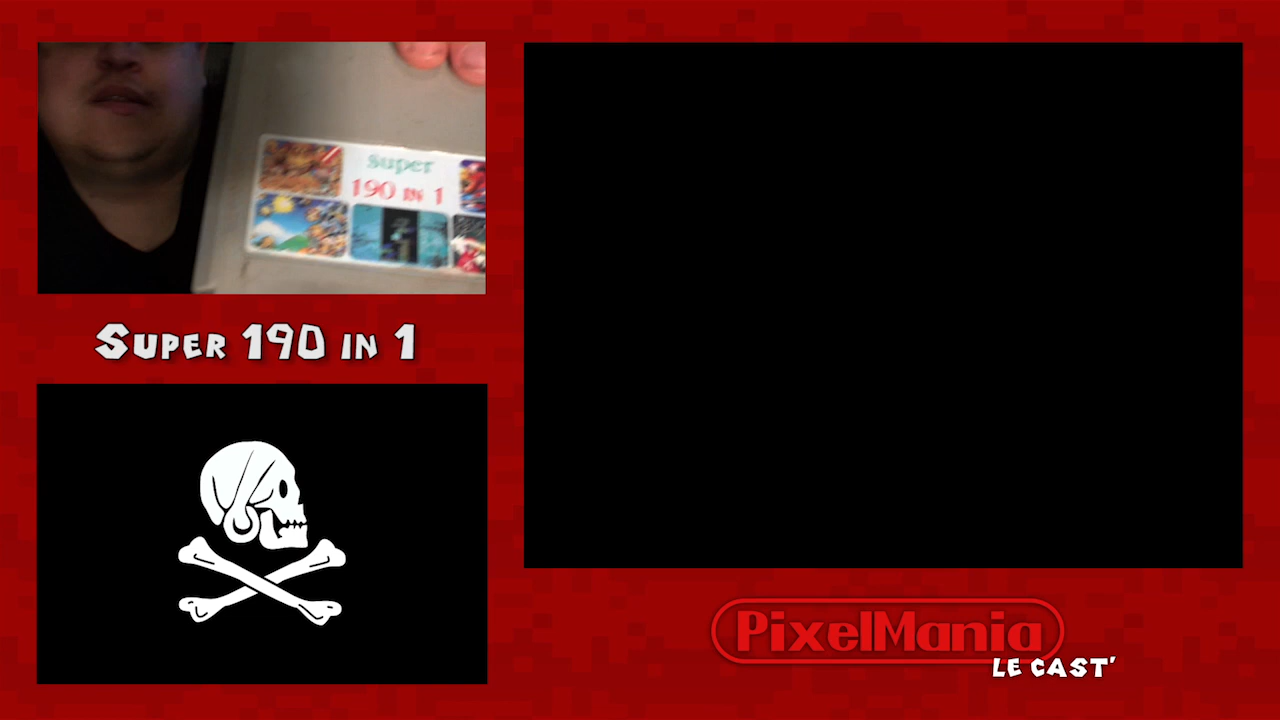 super
190 IN 1
Super 190 in 1
PixelMania
LE CAST'